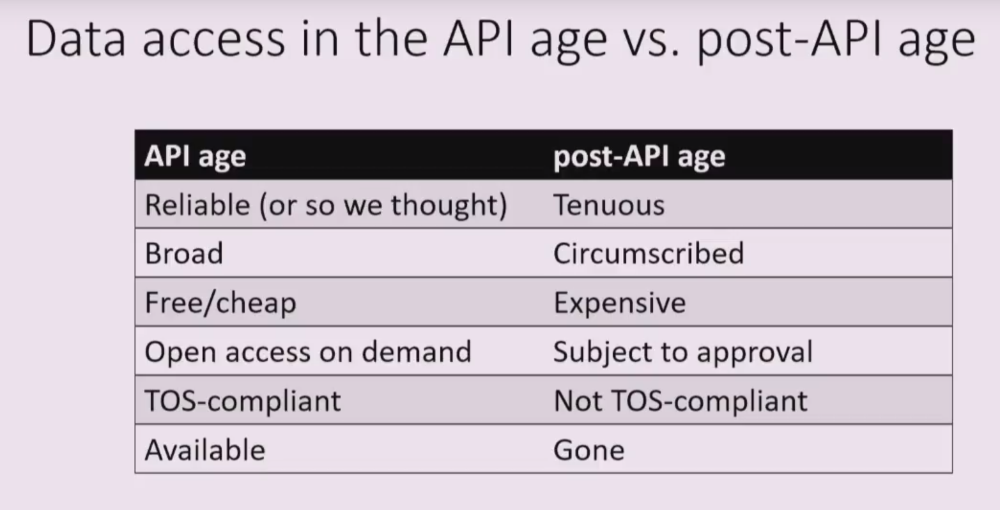 Data access in the API age vs. post-API age
API age post-API age
Reliable (or so we thought) Tenuous
Broad Circumscribed
Free/cheap Expensive
Open access on demand Subject to approval
TOS-compliant Not TOS-compliant
Available Gone